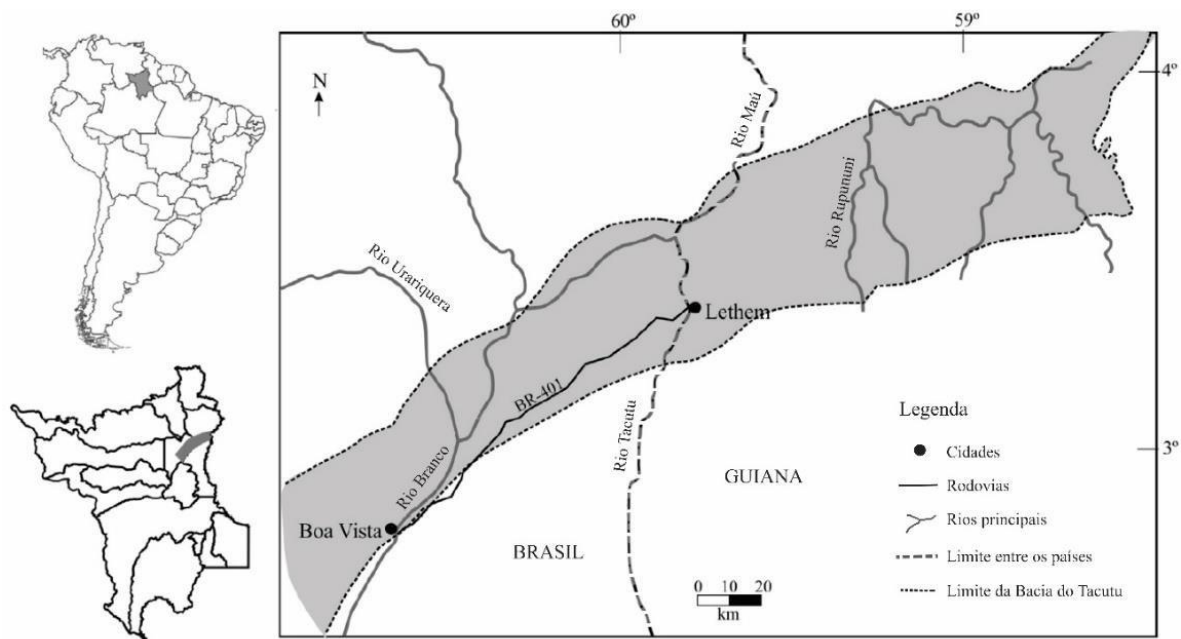 60º
59º
4º
N
Rio Maú
Rio Rupununi
Rio Urariquera
Lethem
BR-401
Rio Tacutu
Legenda
3º
Rio Branco
GUIANA
Cidades
Rodovias
Boa Vista
Rios principais
BRASIL
Limite entre os países
0 10 20
km
Limite da Bacia do Tacutu